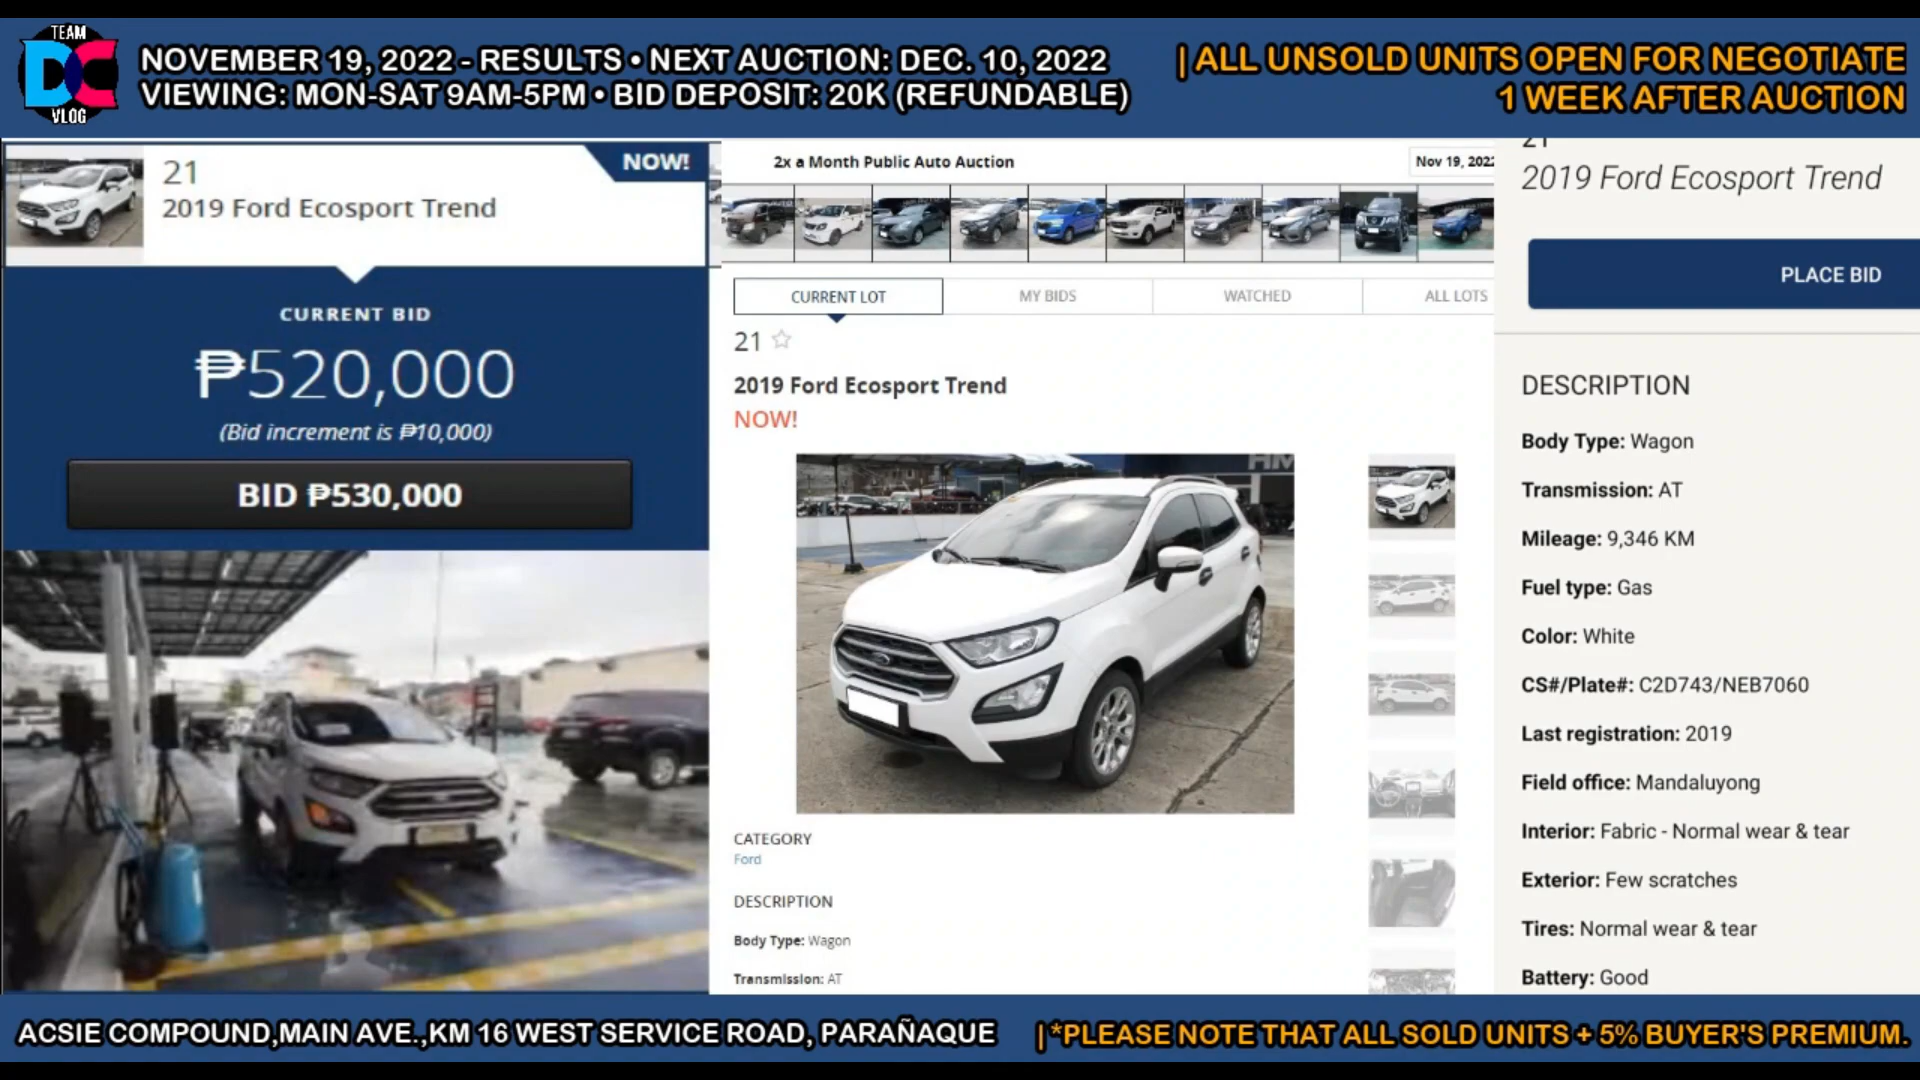 TEAM
DC
VLOG
NOVEMBER 19, 2022 - RESULTS • NEXT AUCTION: DEC. 10, 2022
VIEWING: MON-SAT 9AM-5PM • BID DEPOSIT: 20K (REFUNDABLE)
| ALL UNSOLD UNITS OPEN FOR NEGOTIATE
1 WEEK AFTER AUCTION
21
2019 Ford Ecosport Trend
NOW!
CURRENT BID
₱520,000
(Bid increment is ₱10,000)
BID ₱530,000
2x a Month Public Auto Auction
Nov 19, 2022
CURRENT LOT
MY BIDS
WATCHED
ALL LOTS
21
2019 Ford Ecosport Trend
NOW!
CATEGORY
Ford
DESCRIPTION
Body Type: Wagon
Transmission: AT
21
2019 Ford Ecosport Trend
PLACE BID
DESCRIPTION
Body Type: Wagon
Transmission: AT
Mileage: 9,346 KM
Fuel type: Gas
Color: White
CS#/Plate#: C2D743/NEB7060
Last registration: 2019
Field office: Mandaluyong
Interior: Fabric - Normal wear & tear
Exterior: Few scratches
Tires: Normal wear & tear
Battery: Good
ACSIE COMPOUND,MAIN AVE.,KM 16 WEST SERVICE ROAD, PARAÑAQUE
|*PLEASE NOTE THAT ALL SOLD UNITS + 5% BUYER'S PREMIUM.